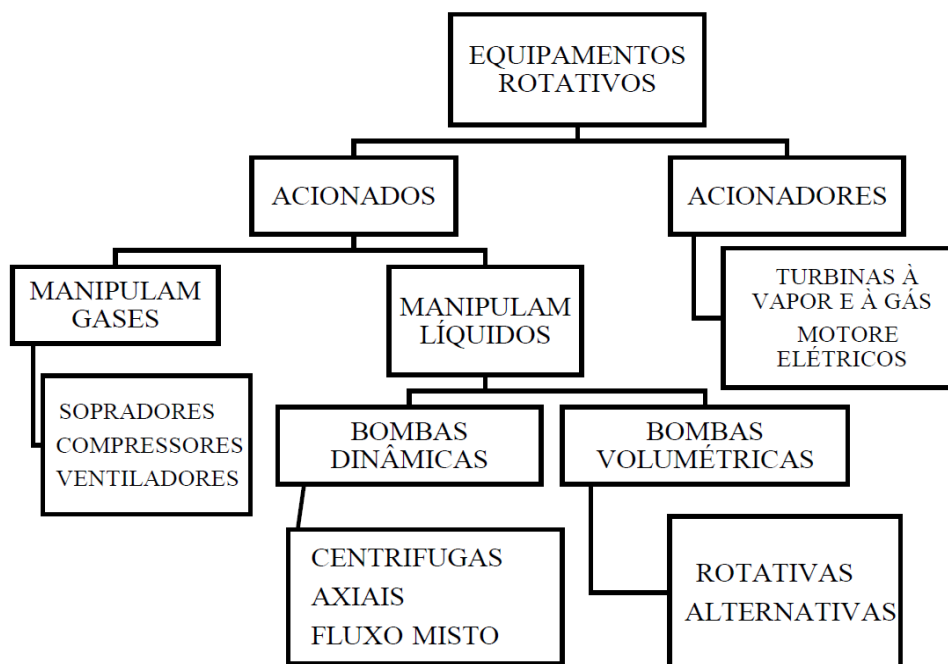 EQUIPAMENTOS
ROTATIVOS
ACIONADOS
ACIONADORES
MANIPULAM
GASES
MANIPULAM
LÍQUIDOS
TURBINAS À
VAPOR E À GÁS
MOTORE
ELÉTRICOS
SOPRADORES
COMPRESSORES
VENTILADORES
BOMBAS
DINÂMICAS
BOMBAS
VOLUMÉTRICAS
CENTRIFUGAS
AXIAIS
FLUXO MISTO
ROTATIVAS
ALTERNATIVAS